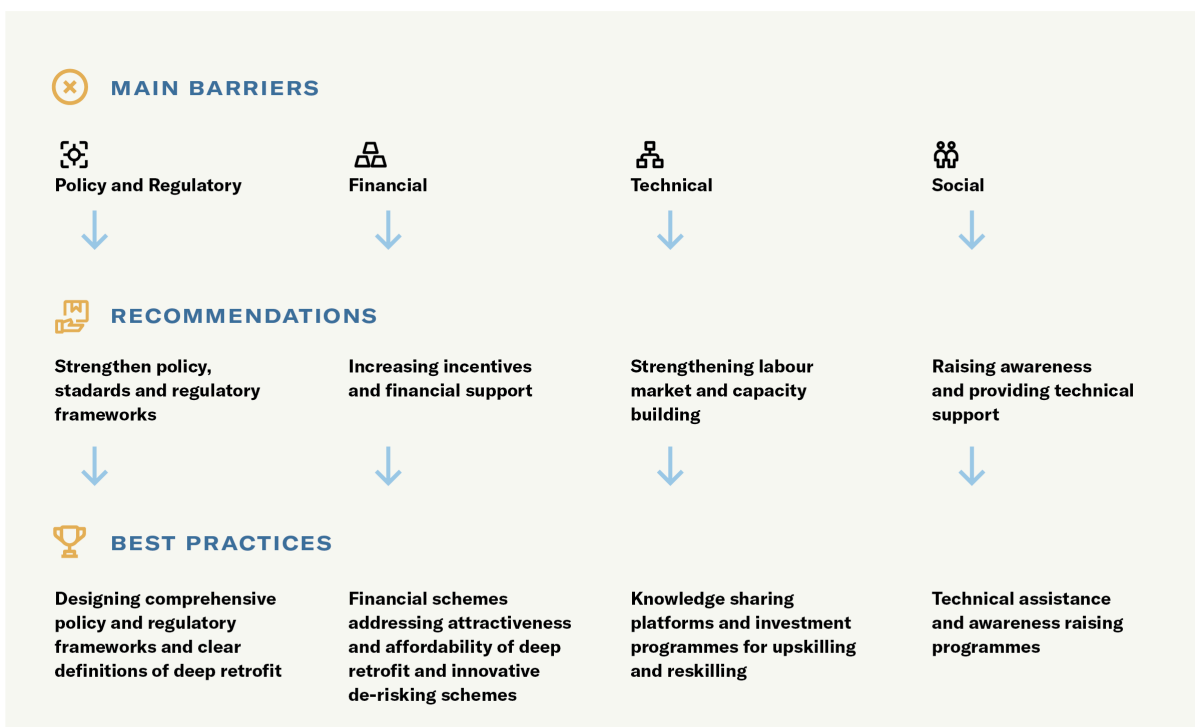 MAIN BARRIERS
Policy and Regulatory
Financial
Technical
Social
RECOMMENDATIONS
Strengthen policy,
stadards and regulatory
frameworks
Increasing incentives
and financial support
Strengthening labour
market and capacity
building
Raising awareness
and providing technical
support
BEST PRACTICES
Designing comprehensive
policy and regulatory
frameworks and clear
definitions of deep retrofit
Financial schemes
addressing attractiveness
and affordability of deep
retrofit and innovative
de-risking schemes
Knowledge sharing
platforms and investment
programmes for upskilling
and reskilling
Technical assistance
and awareness raising
programmes